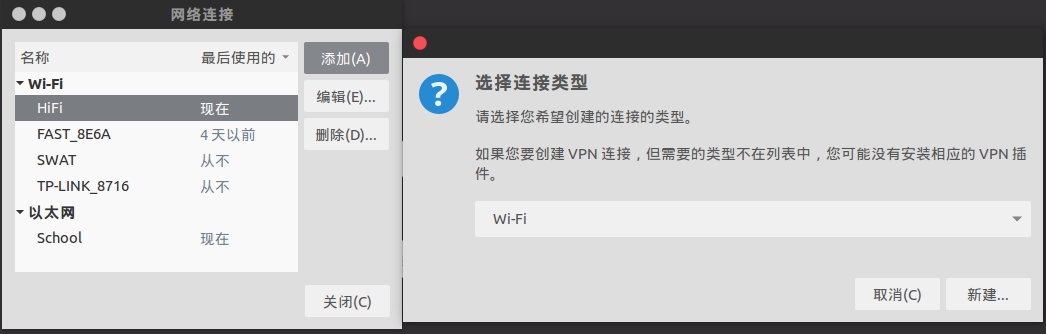 网络连接
名称 最后使用的
Wi-Fi
HiFi 现在
FAST_8E6A 4 天以前
SWAT 从不
TP-LINK_8716 从不
以太网
School 现在
添加(A)
编辑(E)...
删除(D)...
关闭(C)
?
选择连接类型
请选择您希望创建的连接的类型。
如果您要创建 VPN 连接，但需要的类型不在列表中，您可能没有安装相应的 VPN 插
件。
Wi-Fi
取消(C) 新建...